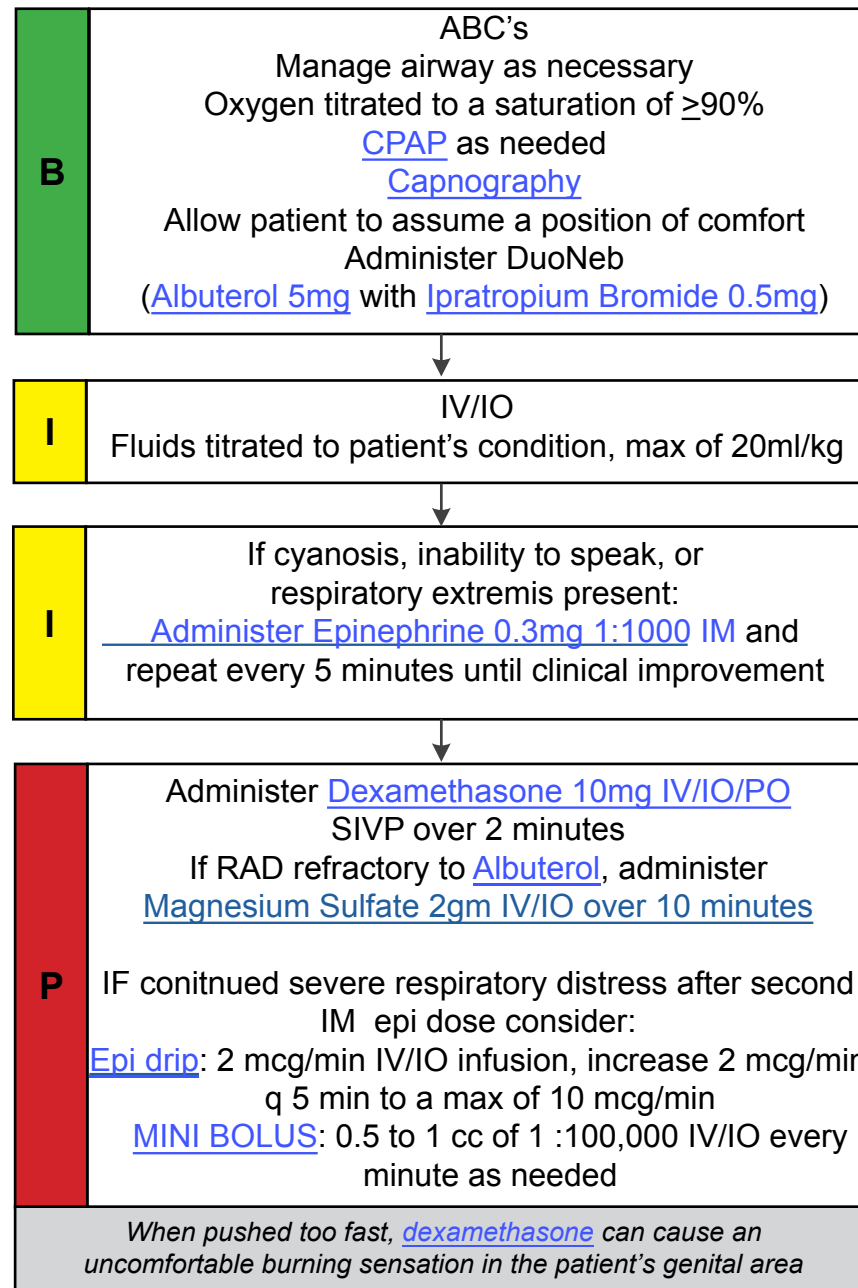 ABC's
Manage airway as necessary
Oxygen titrated to a saturation of ≥90%
CPAP as needed
Capnography
Allow patient to assume a position of comfort
Administer DuoNeb
(Albuterol 5mg with Ipratropium Bromide 0.5mg)
B
IV/IO
Fluids titrated to patient's condition, max of 20ml/kg
I
If cyanosis, inability to speak, or
respiratory extremis present:
Administer Epinephrine 0.3mg 1:1000 IM and
repeat every 5 minutes until clinical improvement
I
Administer Dexamethasone 10mg IV/IO/PO
SIVP over 2 minutes
If RAD refractory to Albuterol, administer
Magnesium Sulfate 2gm IV/IO over 10 minutes
P
IF conitnued severe respiratory distress after second
IM epi dose consider:
Epi drip: 2 mcg/min IV/IO infusion, increase 2 mcg/min
q 5 min to a max of 10 mcg/min
MINI BOLUS: 0.5 to 1 cc of 1 :100,000 IV/IO every
minute as needed
When pushed too fast, dexamethasone can cause an
uncomfortable burning sensation in the patient's genital area